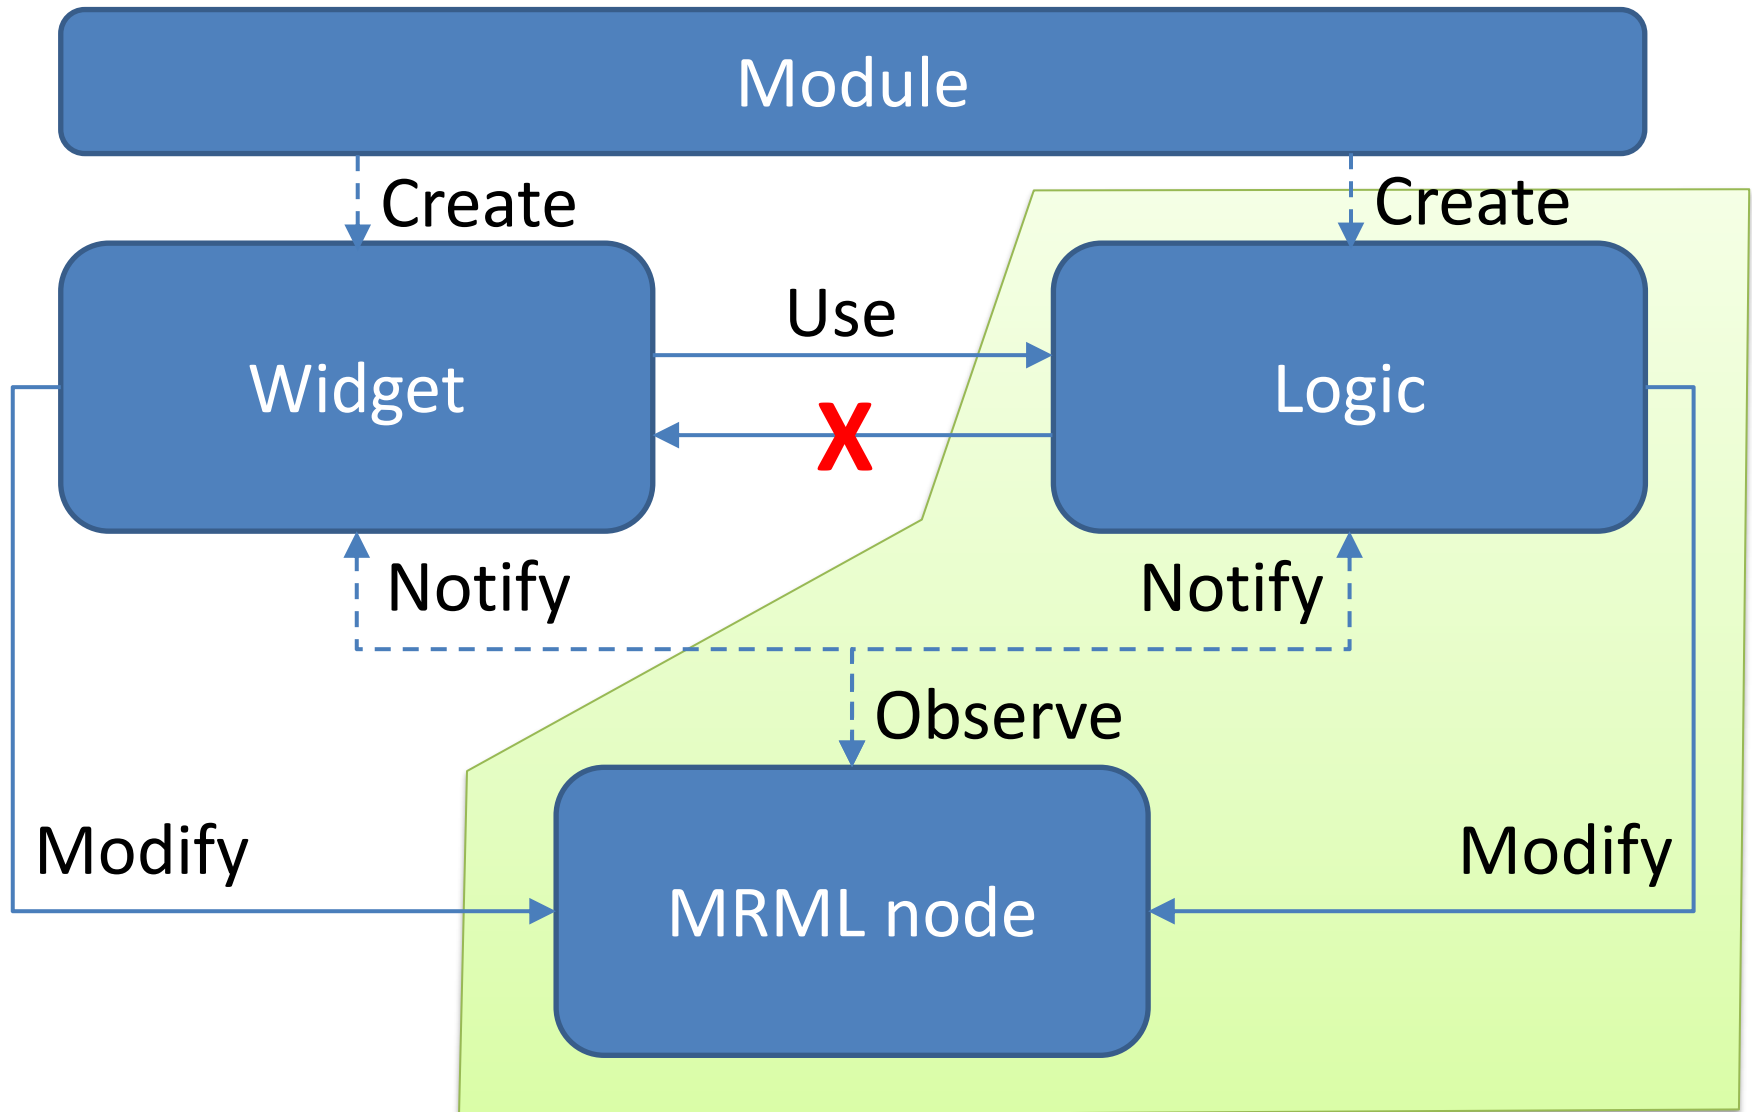 Module
Create
Create
Use
Widget
Logic
X
Notify
Notify
Observe
Modify
Modify
MRML node